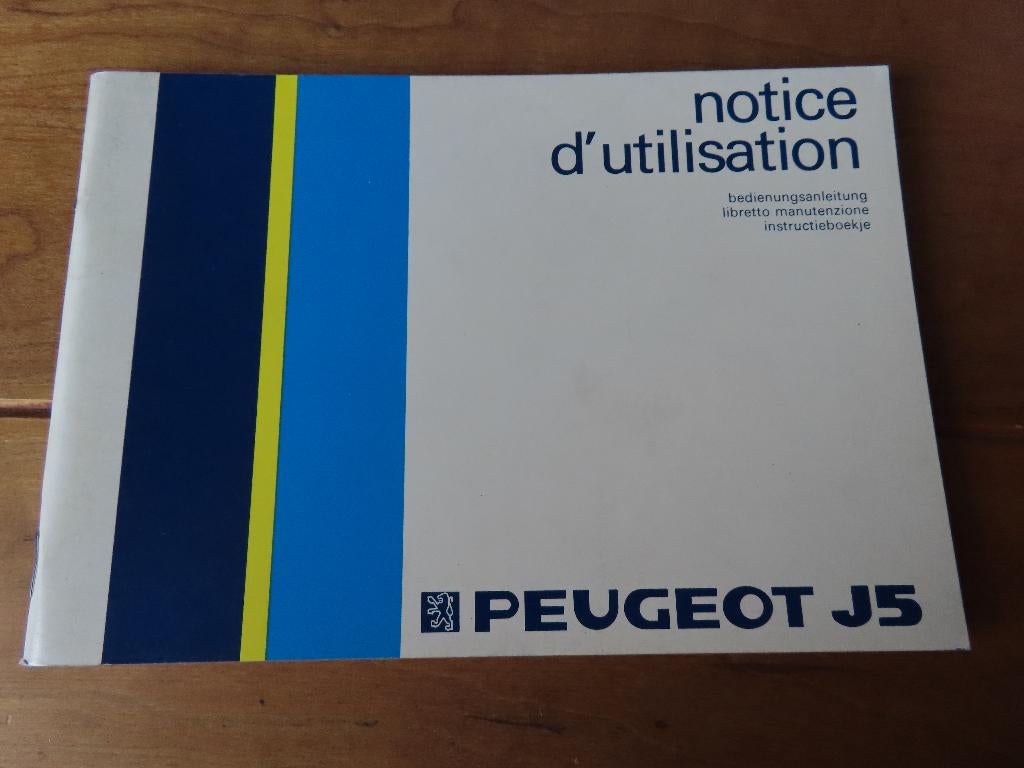 notice
d'utilisation
bedienungsanleitung
libretto manutenzione
instructieboekje
PEUGEOT J5